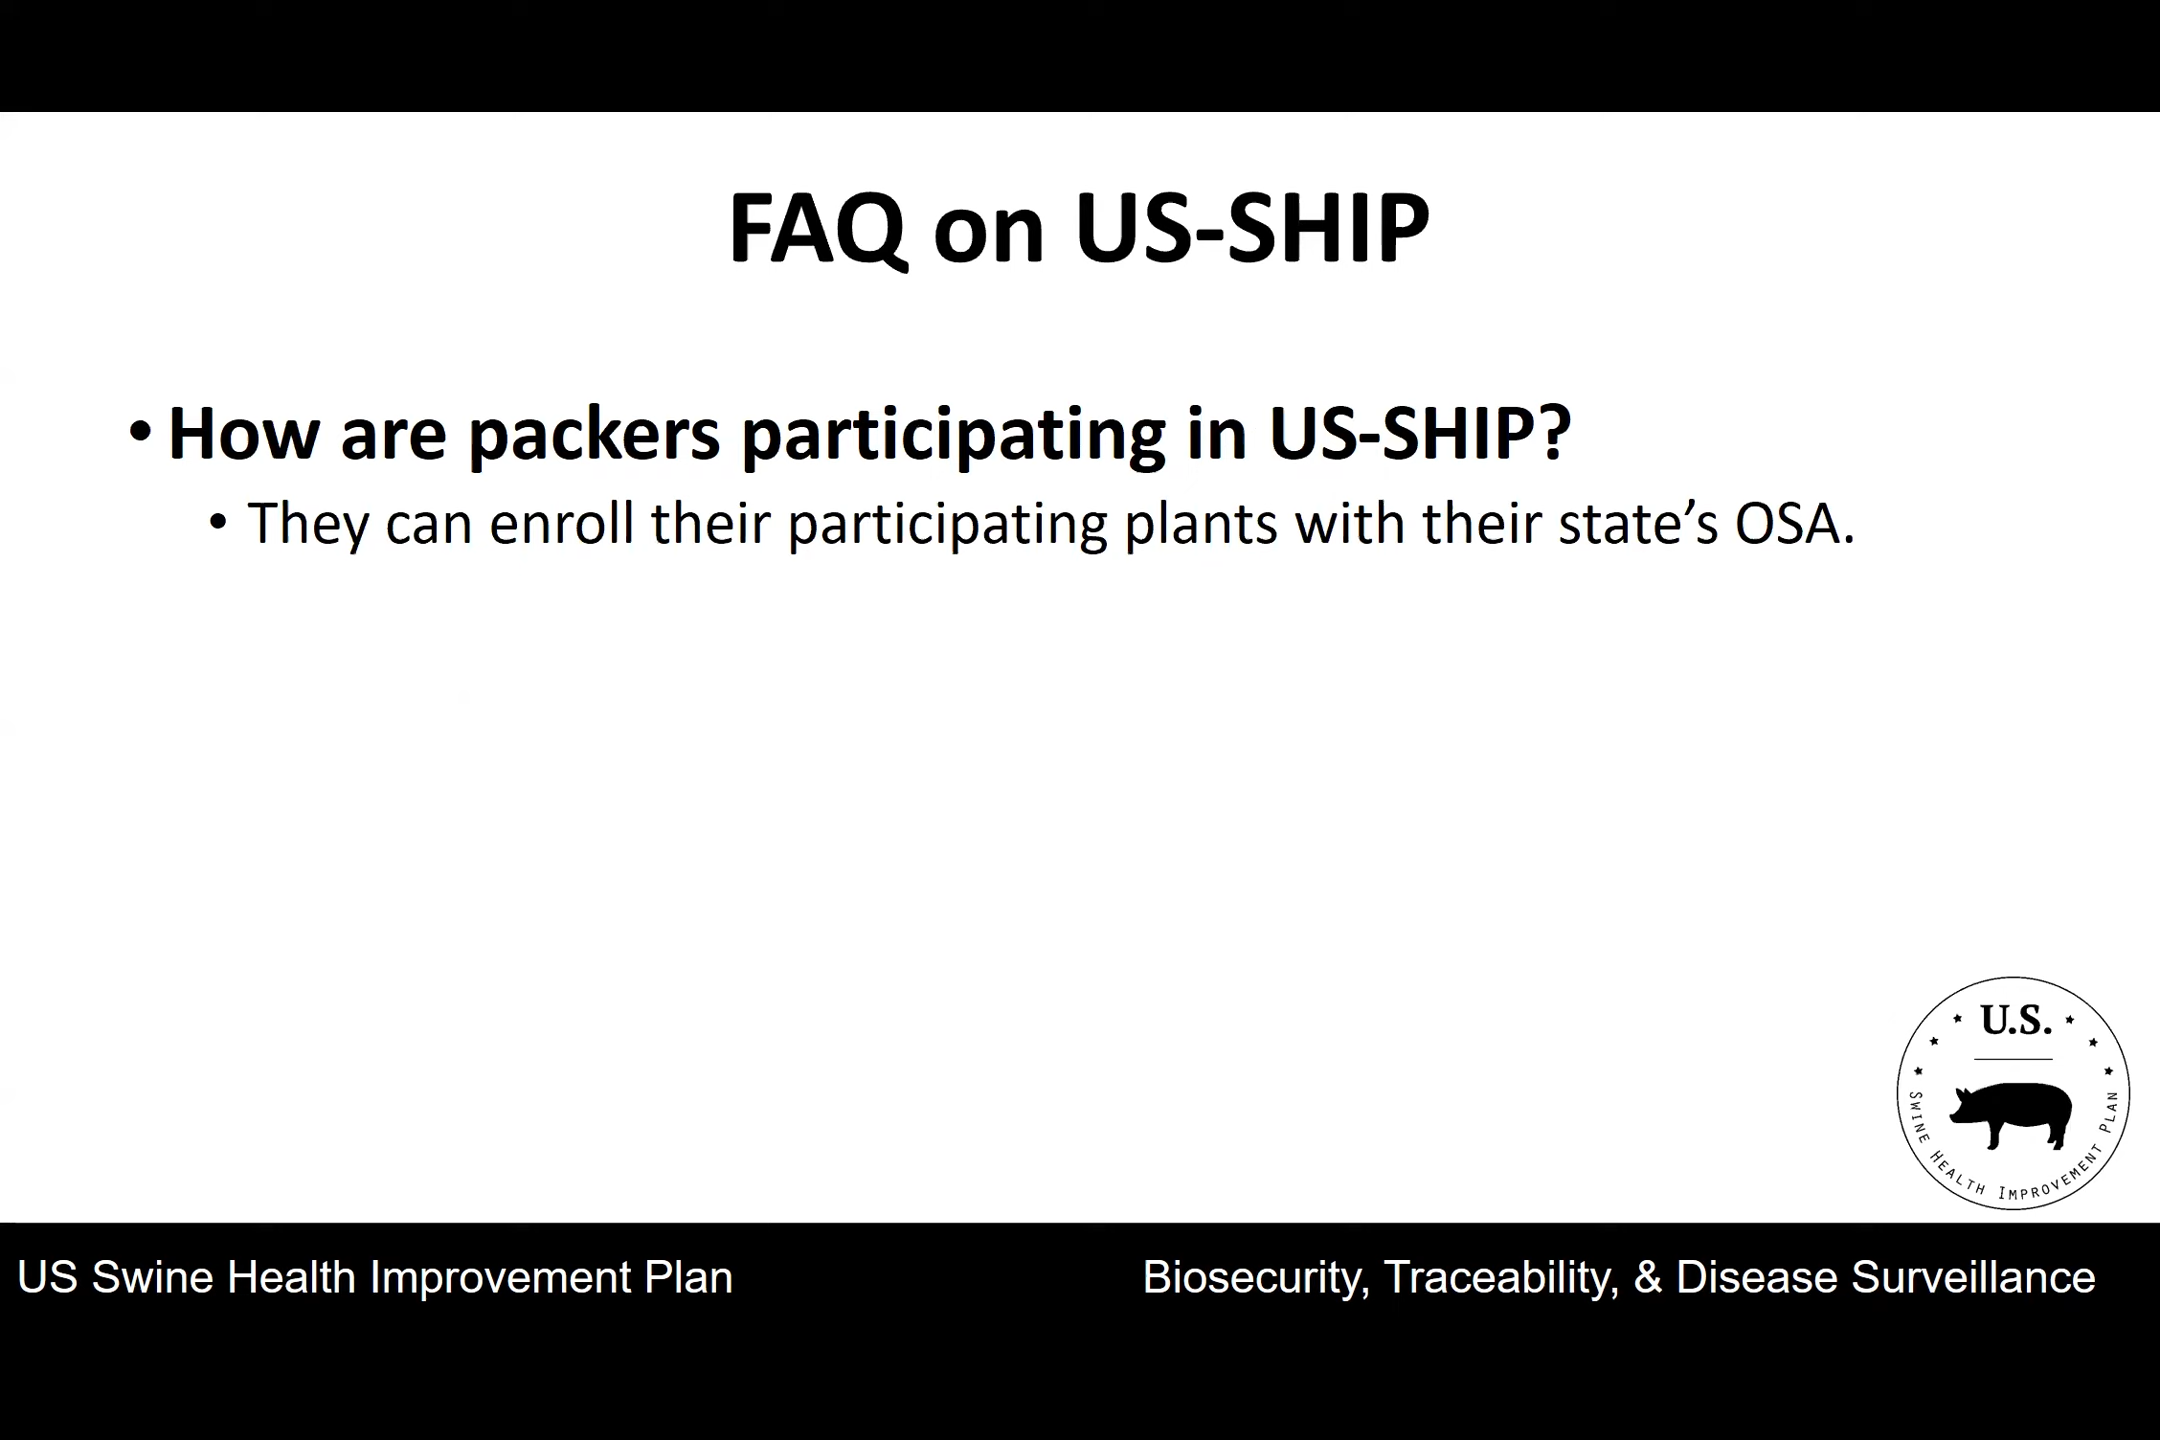 FAQ on US-SHIP
• How are packers participating in US-SHIP?
• They can enroll their participating plants with their state’s OSA.
U.S.
SWINE HEALTH IMPROVEMENT PLAN
US Swine Health Improvement Plan
Biosecurity, Traceability, & Disease Surveillance